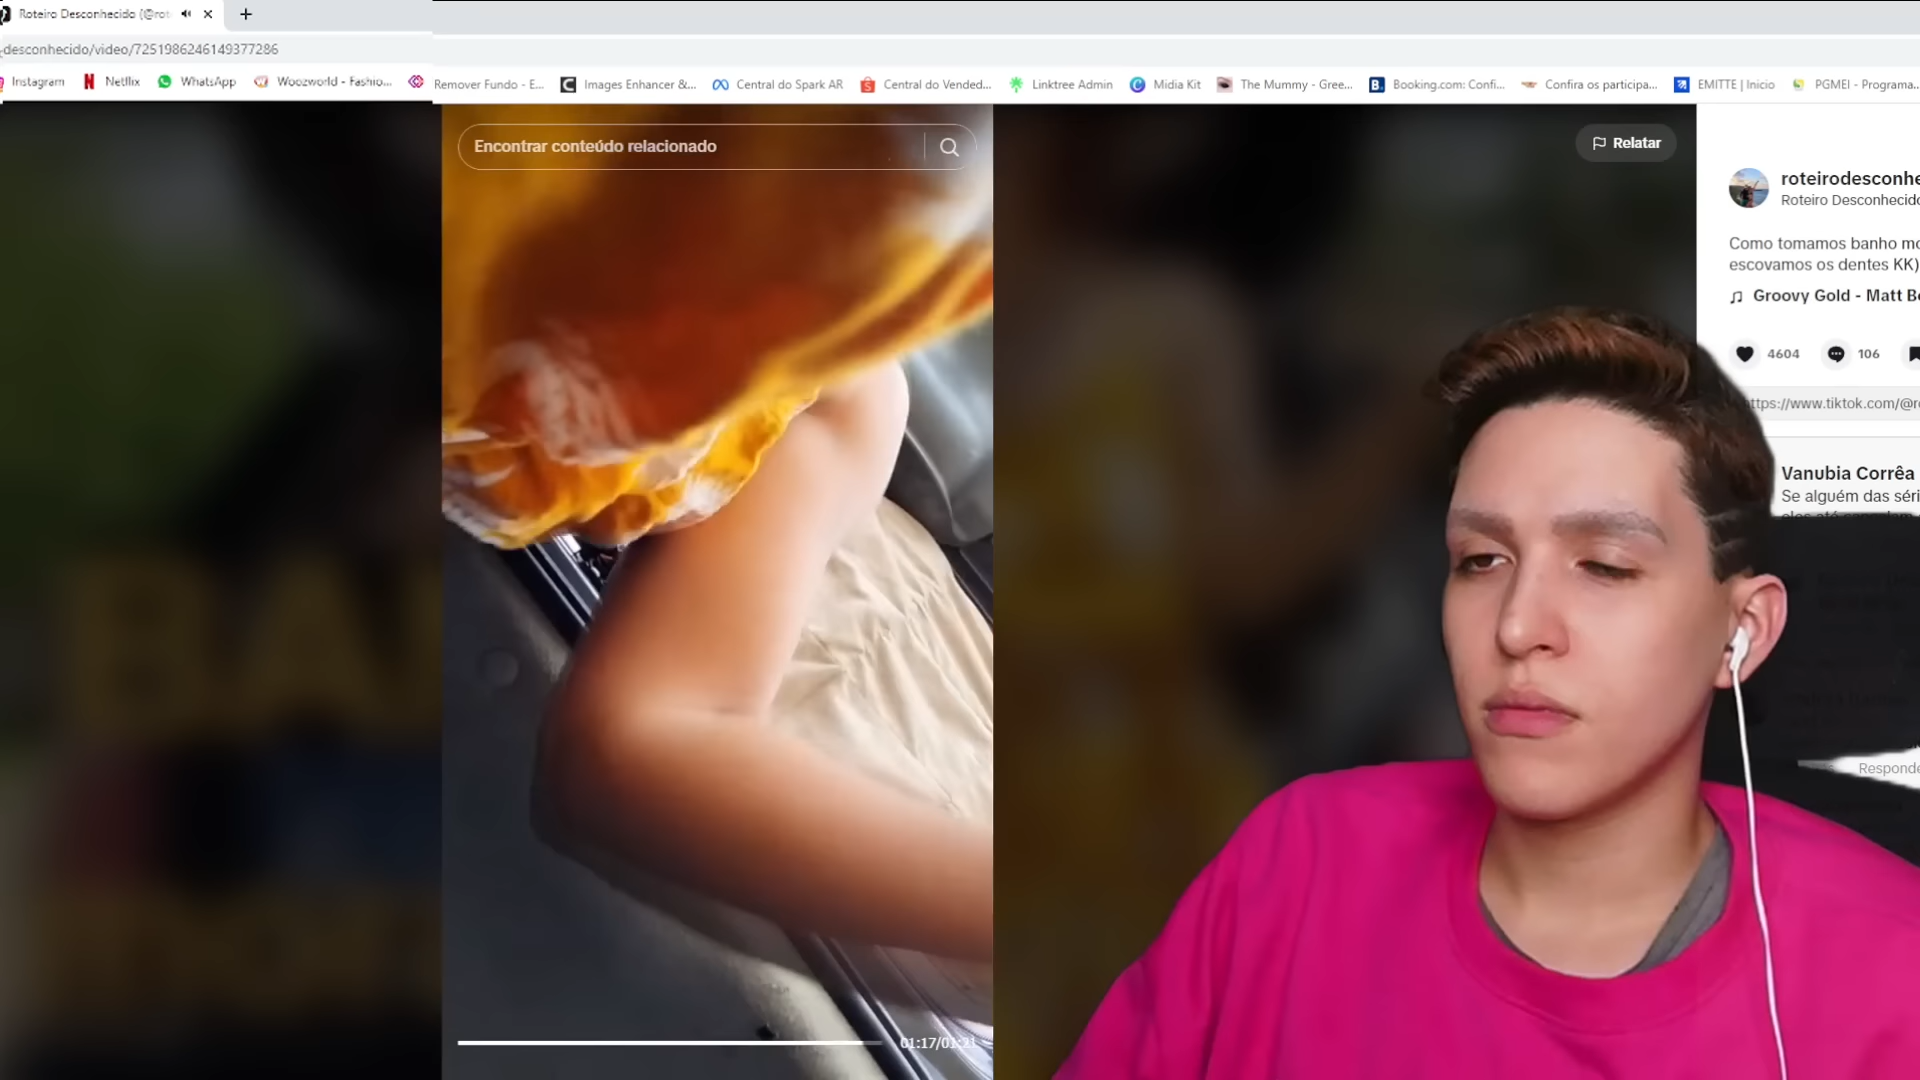 Roteiro Desconhecido (@rot
desconhecido/video/7251986246149377286
Instagram
Netflix
WhatsApp
Woozworld - Fashio...
Remover Fundo - E...
Images Enhancer &...
Central do Spark AR
Central do Vended...
Linktree Admin
Midia Kit
The Mummy - Gree...
Booking.com: Confi...
Confira os participa...
EMITTE | Inicio
PGMEI - Programa...
Encontrar conteúdo relacionado
Relatar
roteirodesconhe
Roteiro Desconhecido
Como tomamos banho mo
escovamos os dentes KK)
Groovy Gold - Matt Be
4604
106
https://www.tiktok.com/@ro
Vanubia Corrêa
Se alguém das séri
Responde
01:17/01:21